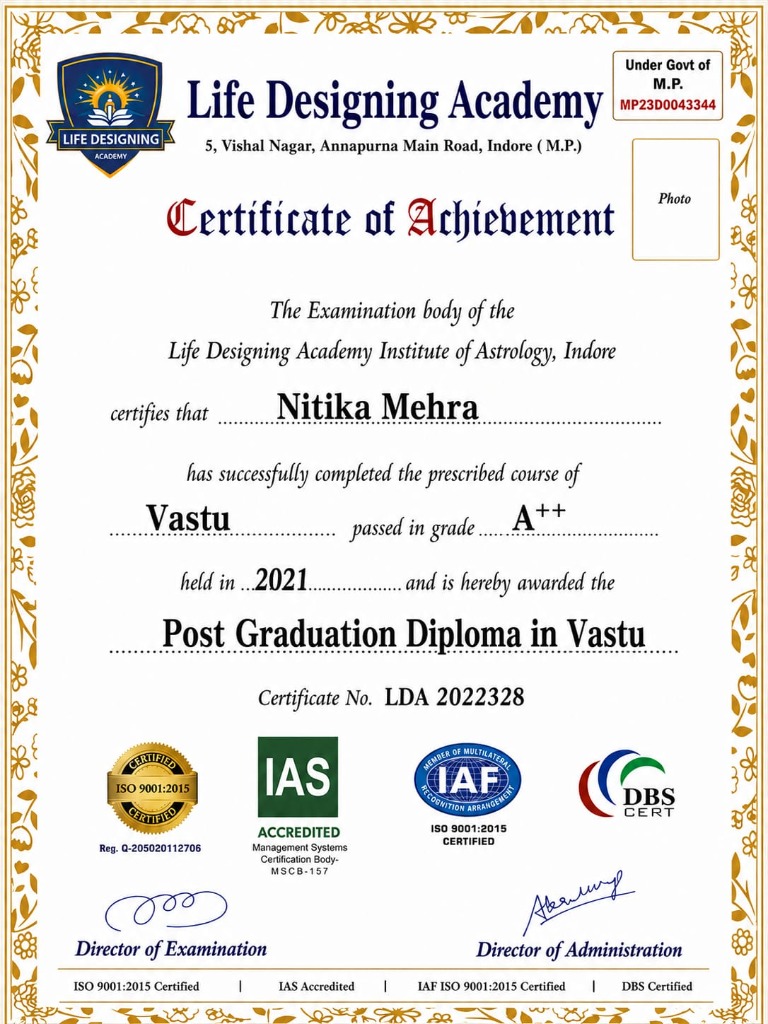 LIFE DESIGNING
ACADEMY
Life Designing Academy
5, Vishal Nagar, Annapurna Main Road, Indore ( M.P.)
Under Govt of
M.P.
MP23D0043344
Photo
Certificate of Achievement
The Examination body of the
Life Designing Academy Institute of Astrology, Indore
certifies that Nitika Mehra
has successfully completed the prescribed course of
Vastu passed in grade A++
held in 2021 and is hereby awarded the
Post Graduation Diploma in Vastu
Certificate No. LDA 2022328
CERTIFIED
ISO 9001:2015
CERTIFIED
Reg. Q-205020112706
IAS
ACCREDITED
Management Systems
Certification Body-
MSCB-157
MEMBER OF MULTILATERAL
IAF
RECOGNITION ARRANGEMENT
ISO 9001:2015
CERTIFIED
DBS
CERT
Director of Examination
Director of Administration
ISO 9001:2015 Certified | IAS Accredited | IAF ISO 9001:2015 Certified | DBS Certified